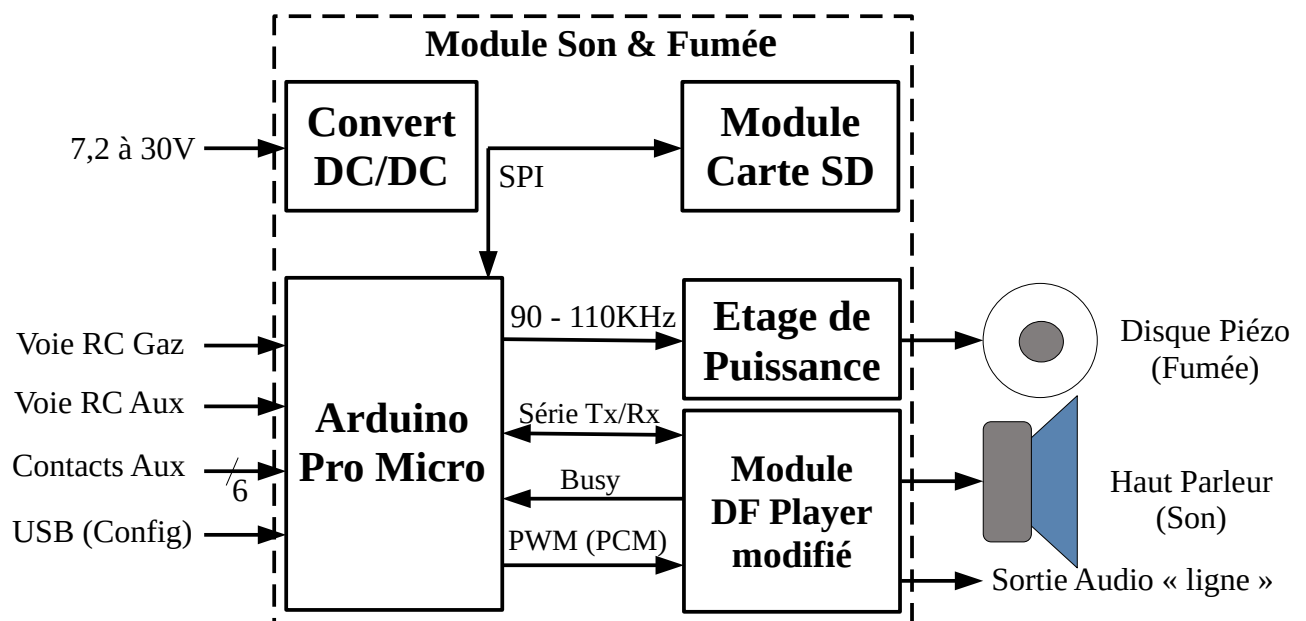 Module Son & Fumée
Convert
DC/DC
Module
Carte SD
7,2 à 30V
SPI
90 - 110KHz
Etage de
Puissance
Voie RC Gaz
Voie RC Aux
Contacts Aux
6
USB (Config)
Arduino
Pro Micro
Série Tx/Rx
Busy
PWM (PCM)
Module
DF Player
modifié
Disque Piézo
(Fumée)
Haut Parleur
(Son)
Sortie Audio « ligne »